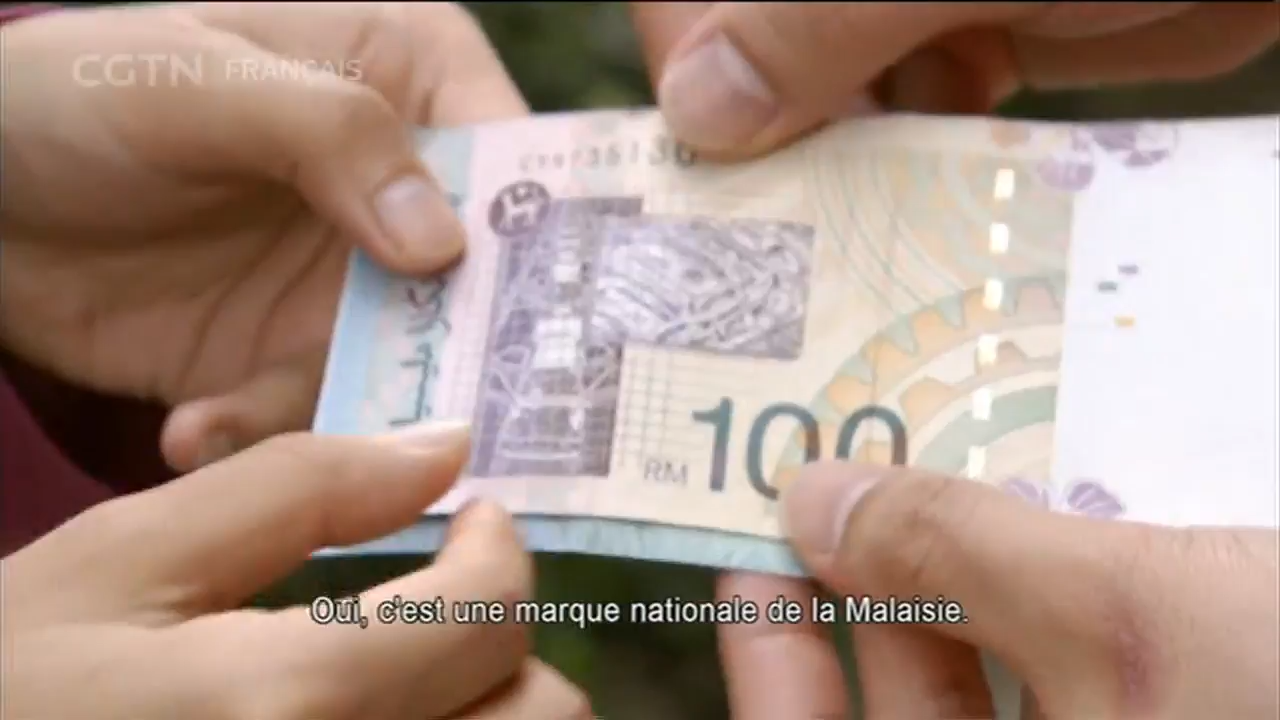 CGTN FRANÇAIS
RM 100
Oui, c'est une marque nationale de la Malaisie.